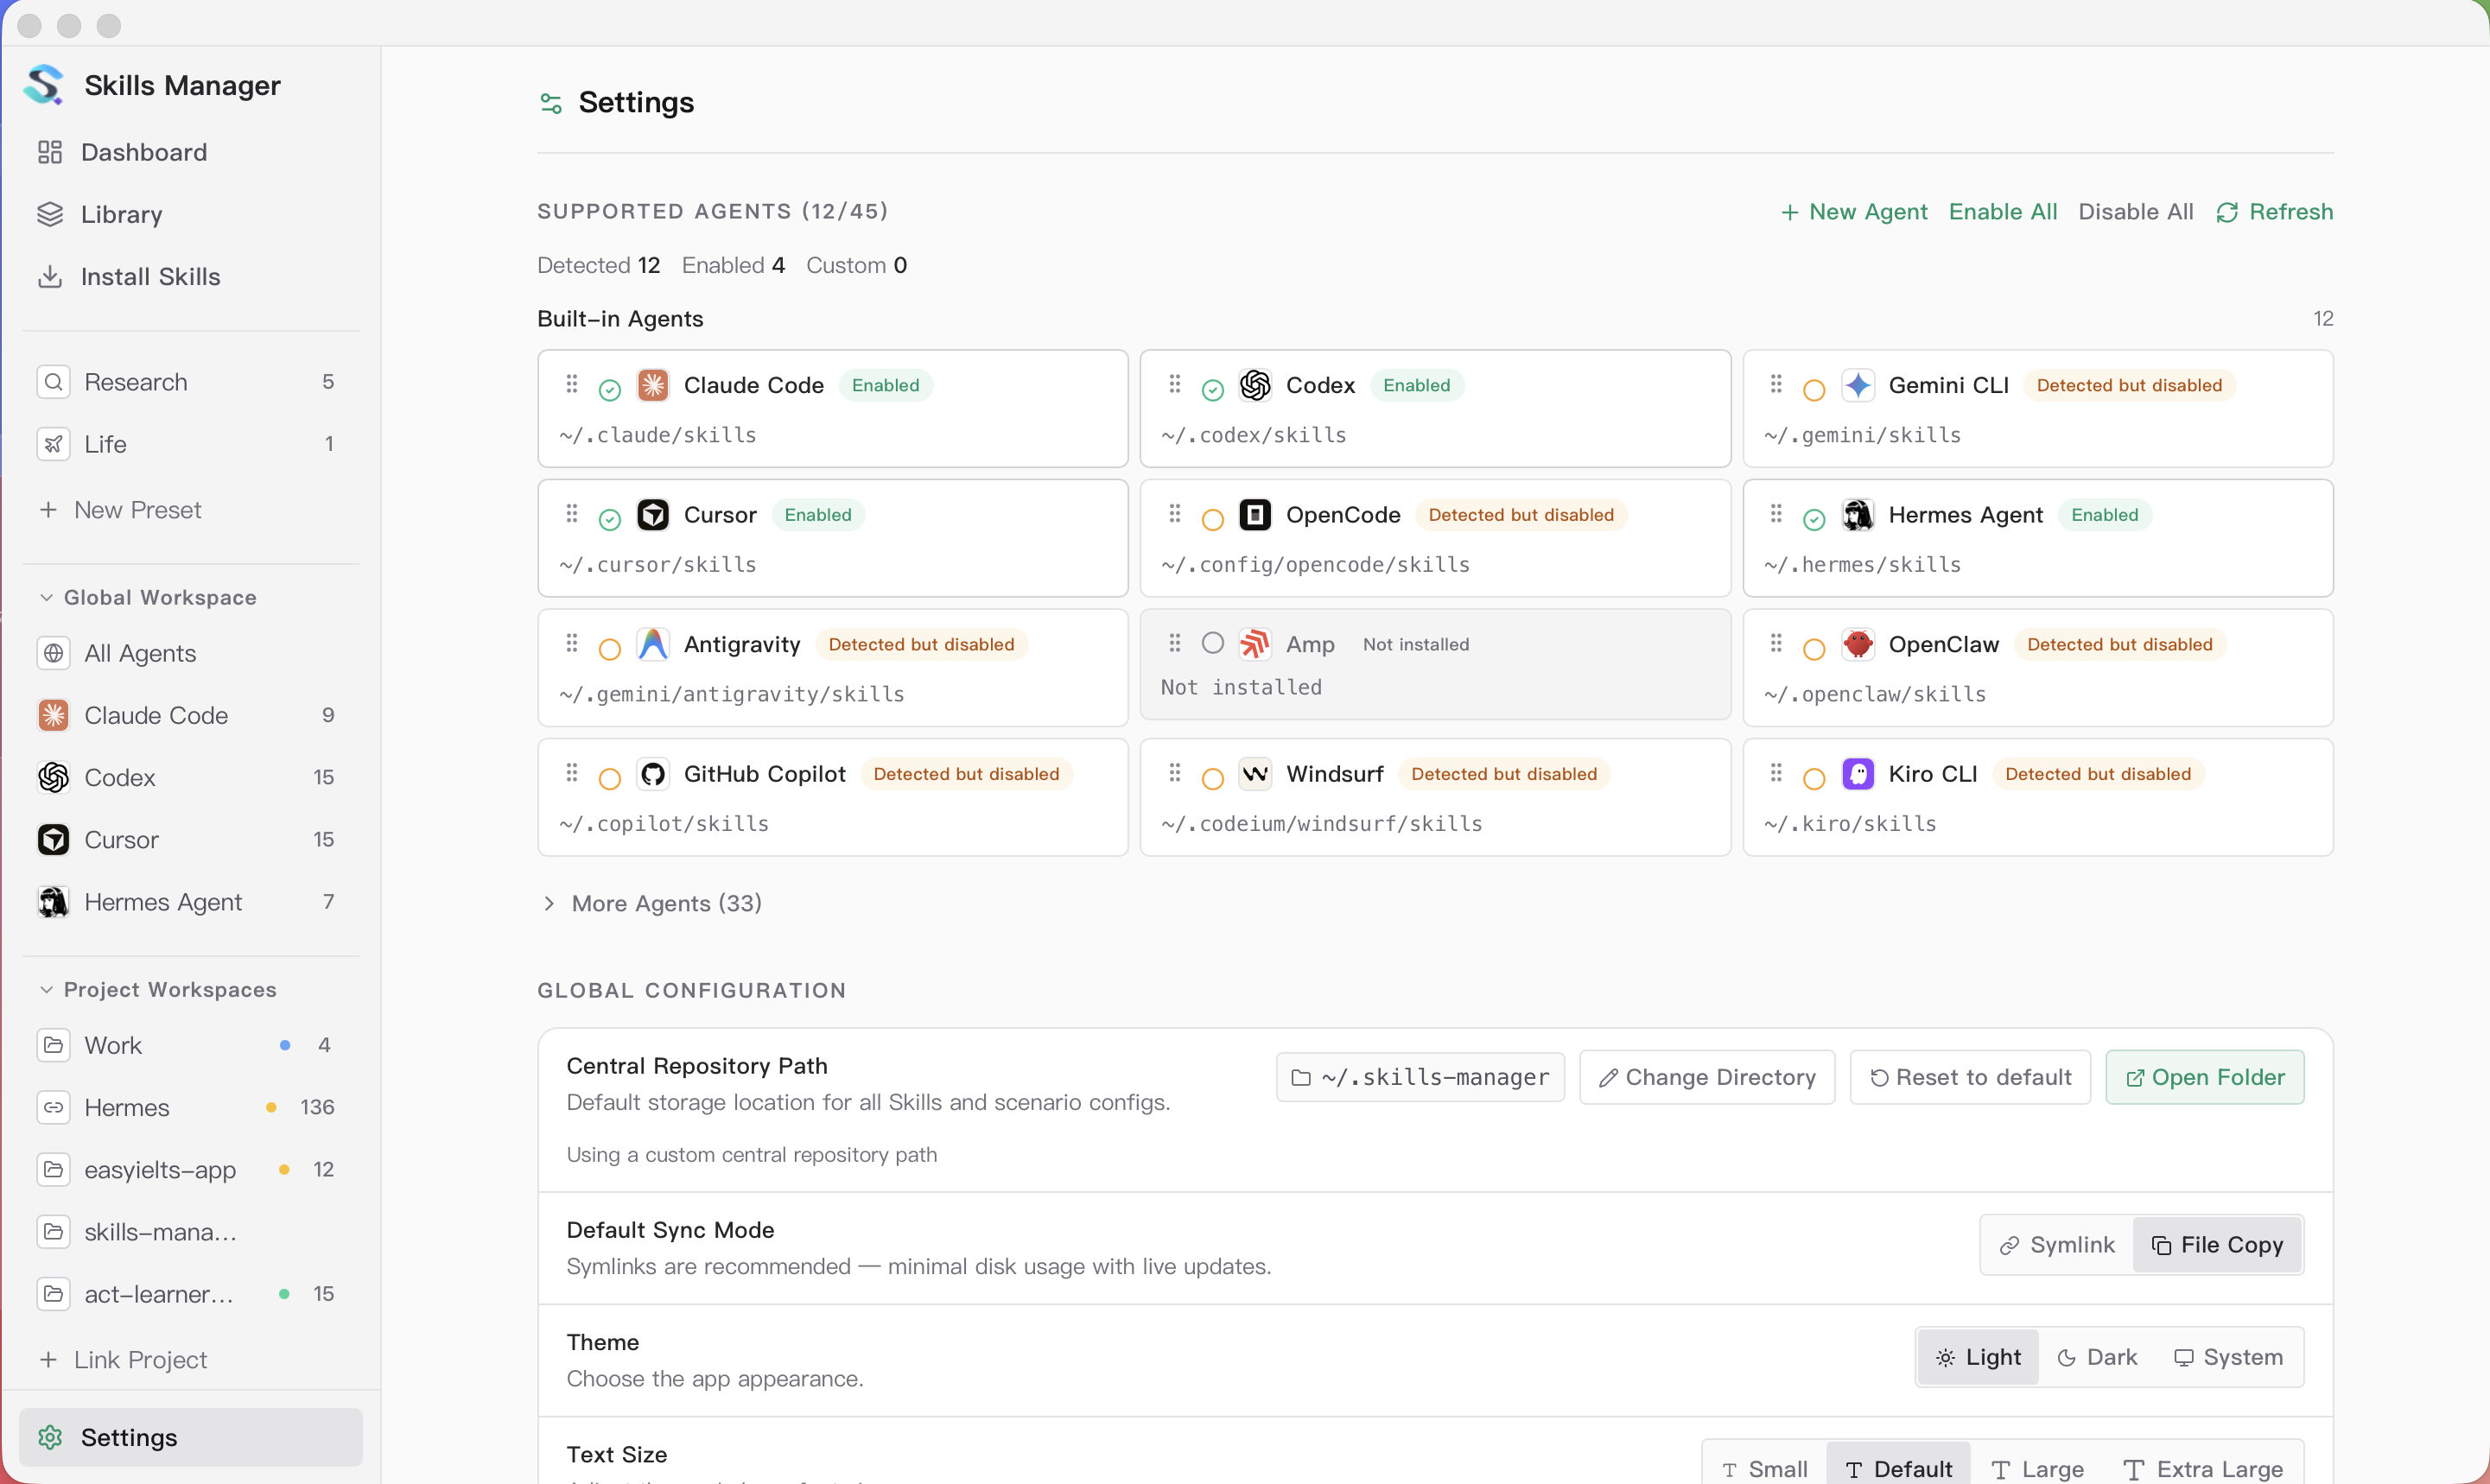 Skills Manager
Dashboard
Library
Install Skills
Research 5
Life 1
+ New Preset
Global Workspace
All Agents
Claude Code 9
Codex 15
Cursor 15
Hermes Agent 7
Project Workspaces
Work 4
Hermes 136
easyielts-app 12
skills-mana...
act-learner... 15
+ Link Project
Settings
Settings
SUPPORTED AGENTS (12/45)
+ New Agent Enable All Disable All Refresh
Detected 12 Enabled 4 Custom 0
Built-in Agents 12
Claude Code Enabled
~/.claude/skills
Codex Enabled
~/.codex/skills
Gemini CLI Detected but disabled
~/.gemini/skills
Cursor Enabled
~/.cursor/skills
OpenCode Detected but disabled
~/.config/opencode/skills
Hermes Agent Enabled
~/.hermes/skills
Antigravity Detected but disabled
~/.gemini/antigravity/skills
Amp Not installed
Not installed
OpenClaw Detected but disabled
~/.openclaw/skills
GitHub Copilot Detected but disabled
~/.copilot/skills
Windsurf Detected but disabled
~/.codeium/windsurf/skills
Kiro CLI Detected but disabled
~/.kiro/skills
More Agents (33)
GLOBAL CONFIGURATION
Central Repository Path
Default storage location for all Skills and scenario configs.
Using a custom central repository path
~/.skills-manager Change Directory Reset to default Open Folder
Default Sync Mode
Symlinks are recommended — minimal disk usage with live updates.
Symlink File Copy
Theme
Choose the app appearance.
Light Dark System
Text Size
Small Default Large Extra Large